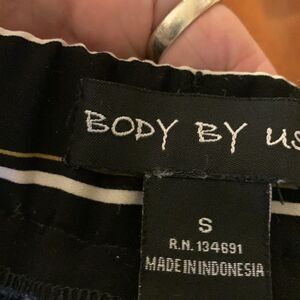 BODY BY US
S
R.N. 134691
MADE IN INDONESIA